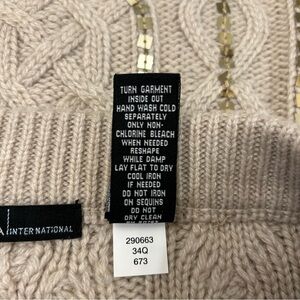 TURN GARMENT
INSIDE OUT
HAND WASH COLD
SEPARATELY
ONLY NON-
CHLORINE BLEACH
WHEN NEEDED
RESHAPE
WHILE DAMP
LAY FLAT TO DRY
COOL IRON
IF NEEDED
DO NOT IRON
ON SEQUINS
DO NOT
DRY CLEAN
INTERNATIONAL
290663
34Q
673